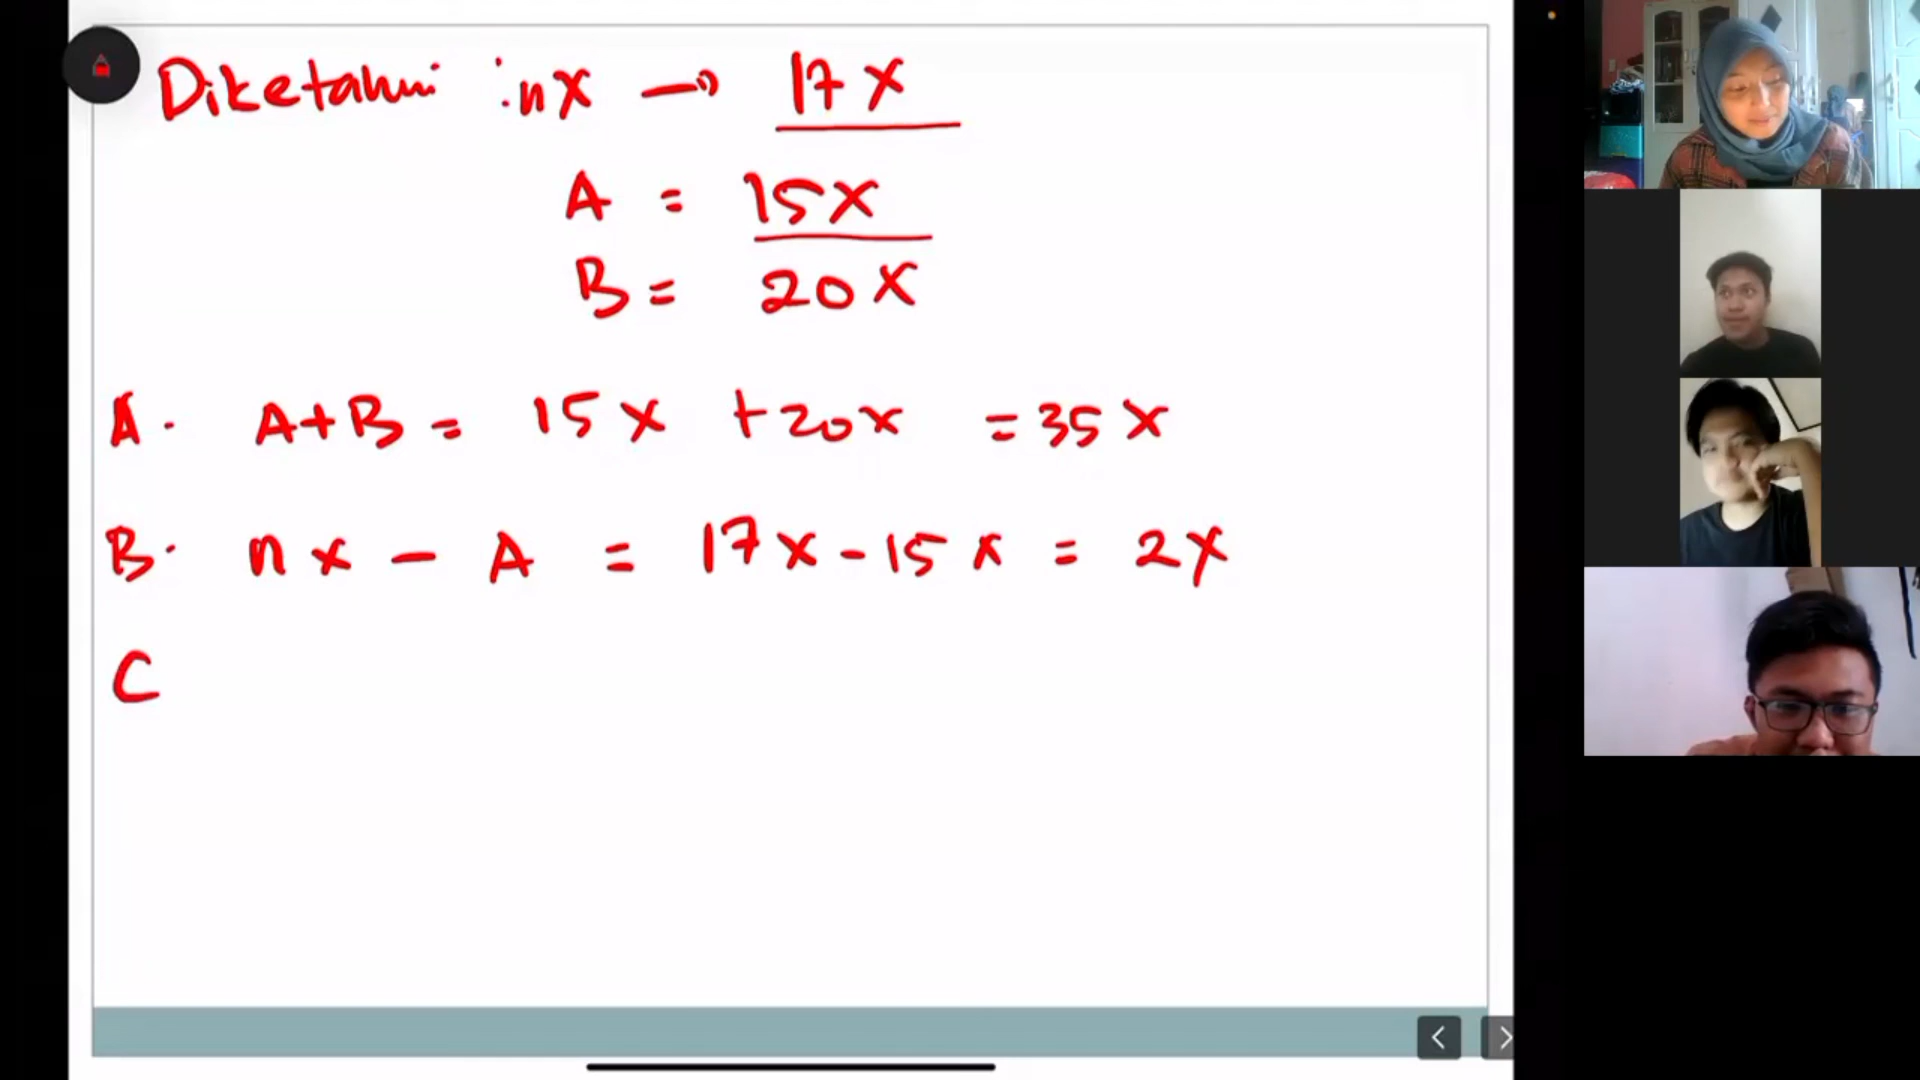 Diketahui : nx → 17x
A = 15x
B = 20x
A. A+B = 15x + 20x = 35x
B. nx - A = 17x - 15x = 2x
C